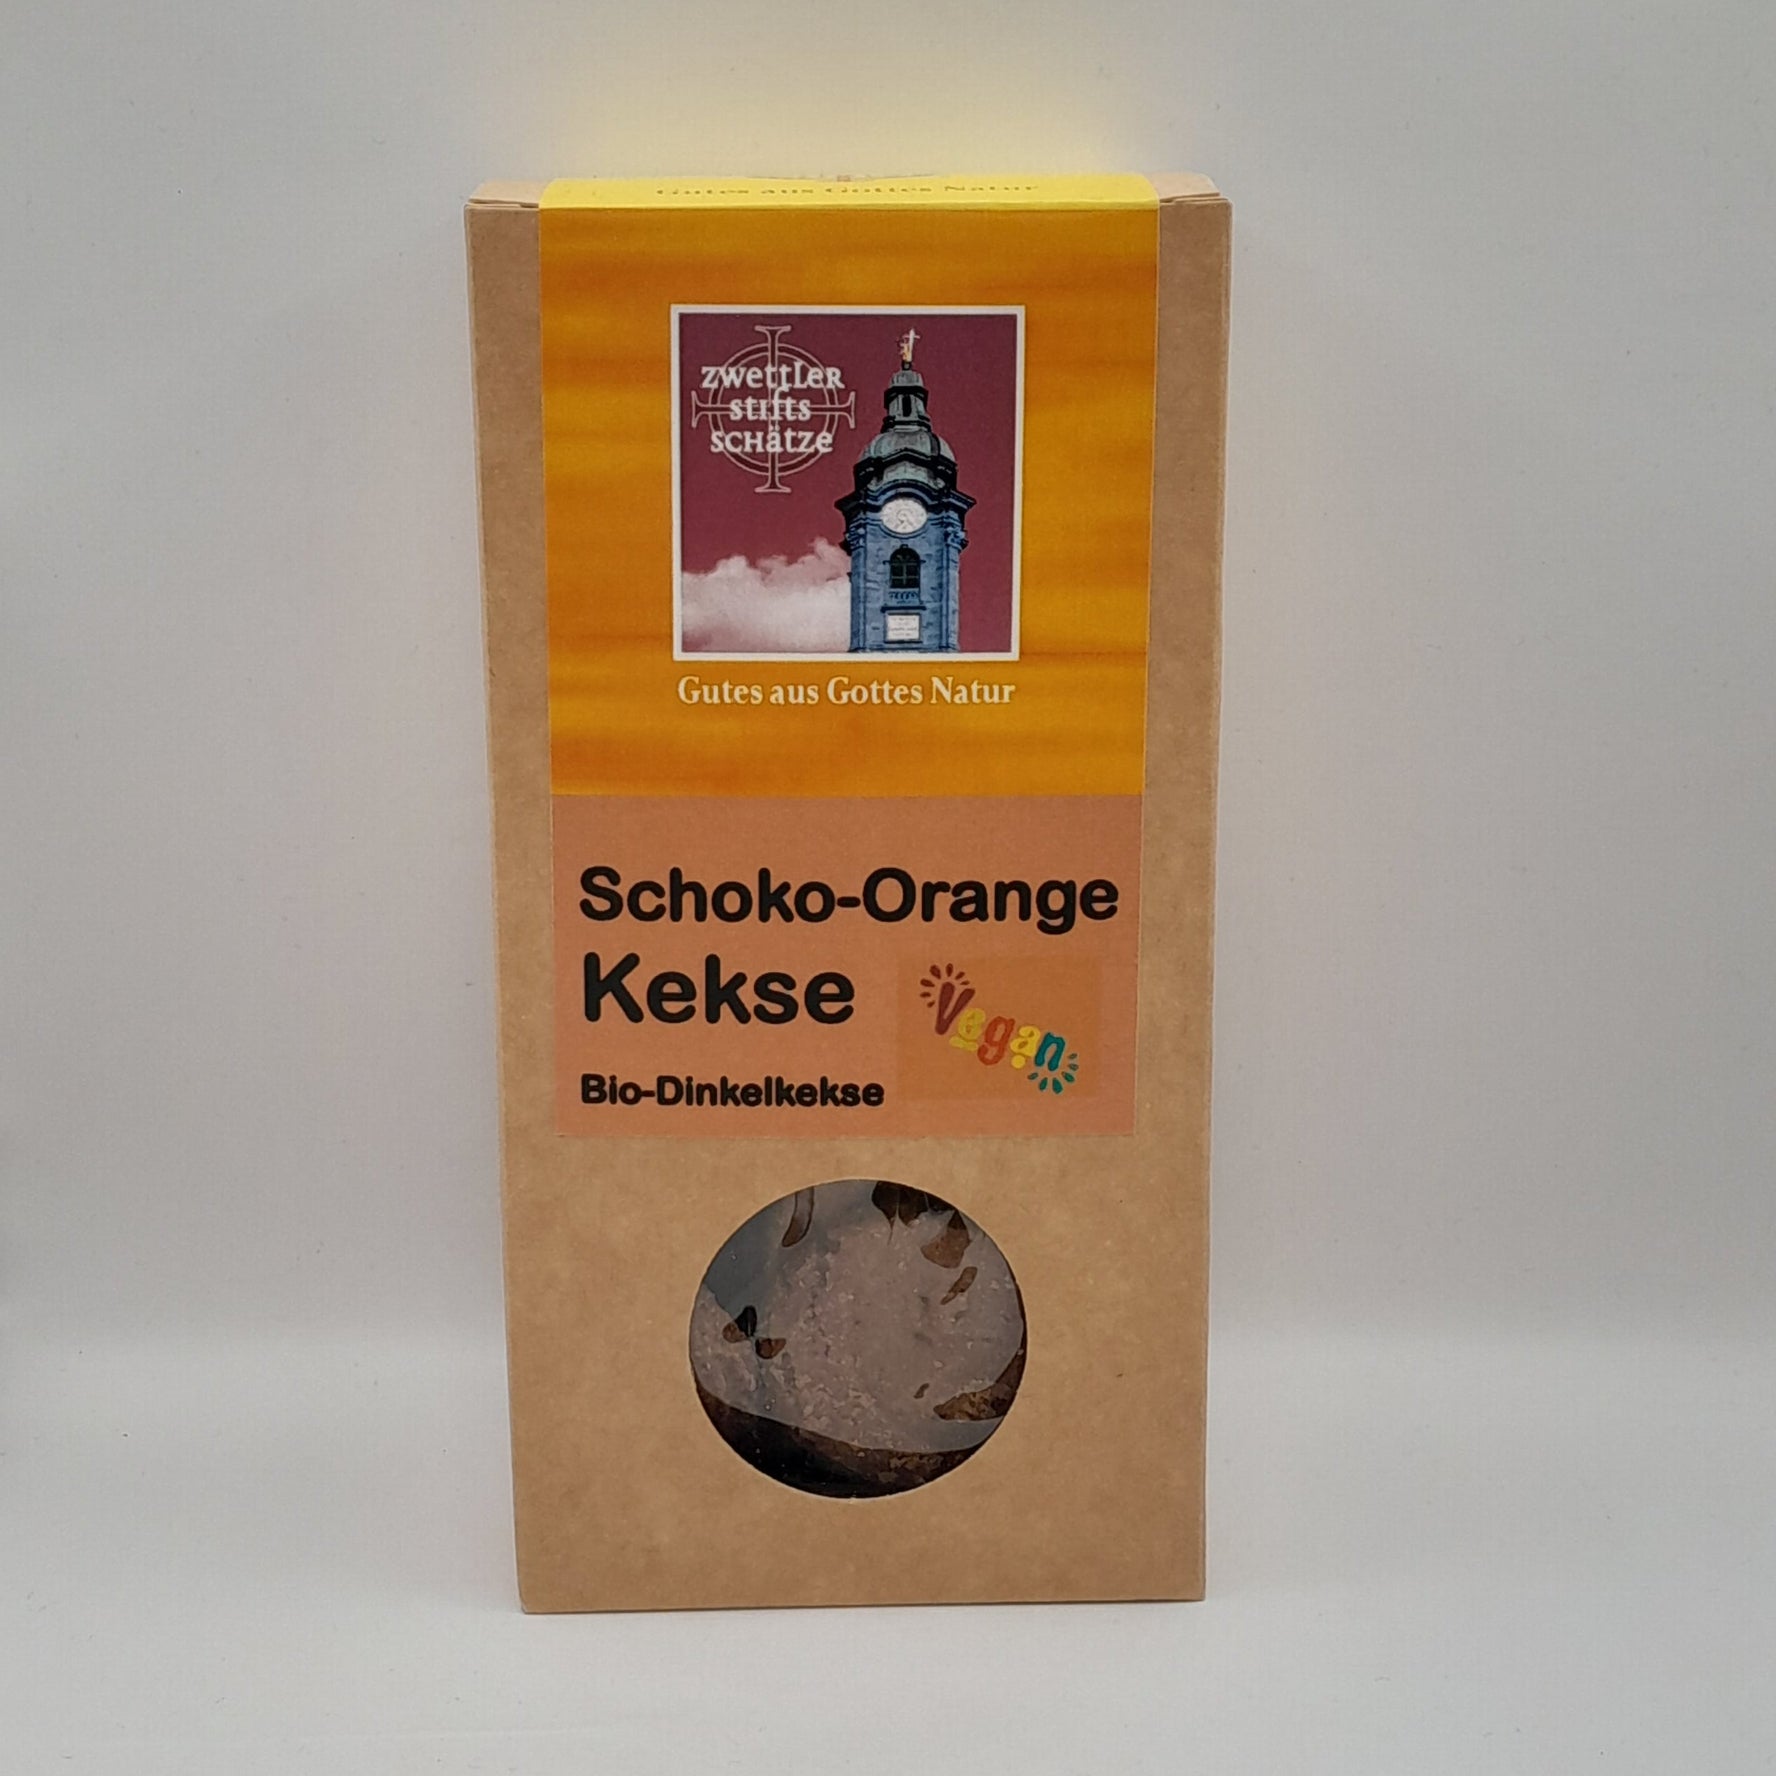 Gutes aus Gottes Natur
zwettler
stifts
schätze
Gutes aus Gottes Natur
Schoko-Orange
Kekse
Vegan
Bio-Dinkelkekse